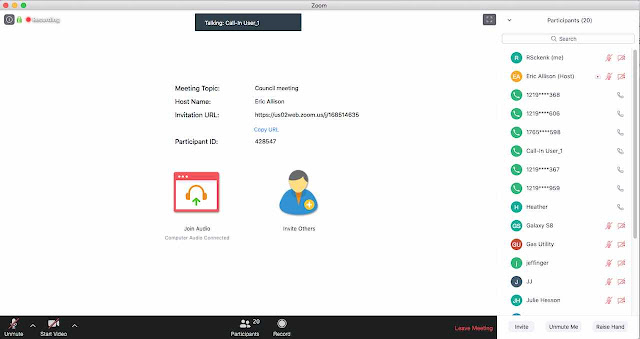 Zoom
Recording
Talking: Call-In User_1
Meeting Topic: Council meeting
Host Name: Eric Allison
Invitation URL: https://us02web.zoom.us/j/168514635
Copy URL
Participant ID: 428547
Join Audio
Computer Audio Connected
Invite Others
Unmute
Start Video
Participants 20
Record
Leave Meeting
Participants (20)
Search
R RSckenk (me)
EA Eric Allison (Host)
1219****368
1219****606
1765****598
Call-In User_1
1219****367
1219****959
H Heather
GS Galaxy S8
GU Gas Utility
j jeffinger
J JJ
JH Julie Hesson
Invite
Unmute Me
Raise Hand